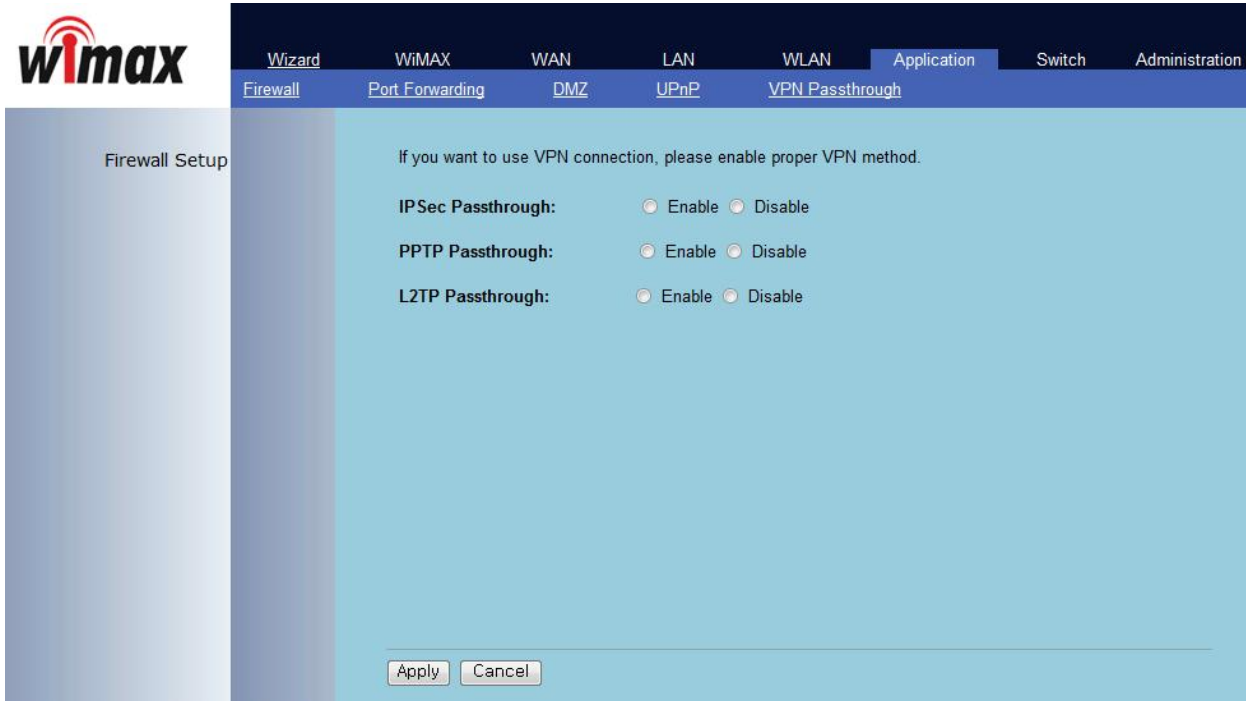 wimax
Wizard WiMAX WAN LAN WLAN Application Switch Administration
Firewall Port Forwarding DMZ UPnP VPN Passthrough
Firewall Setup
If you want to use VPN connection, please enable proper VPN method.
IPSec Passthrough: Enable Disable
PPTP Passthrough: Enable Disable
L2TP Passthrough: Enable Disable
Apply Cancel